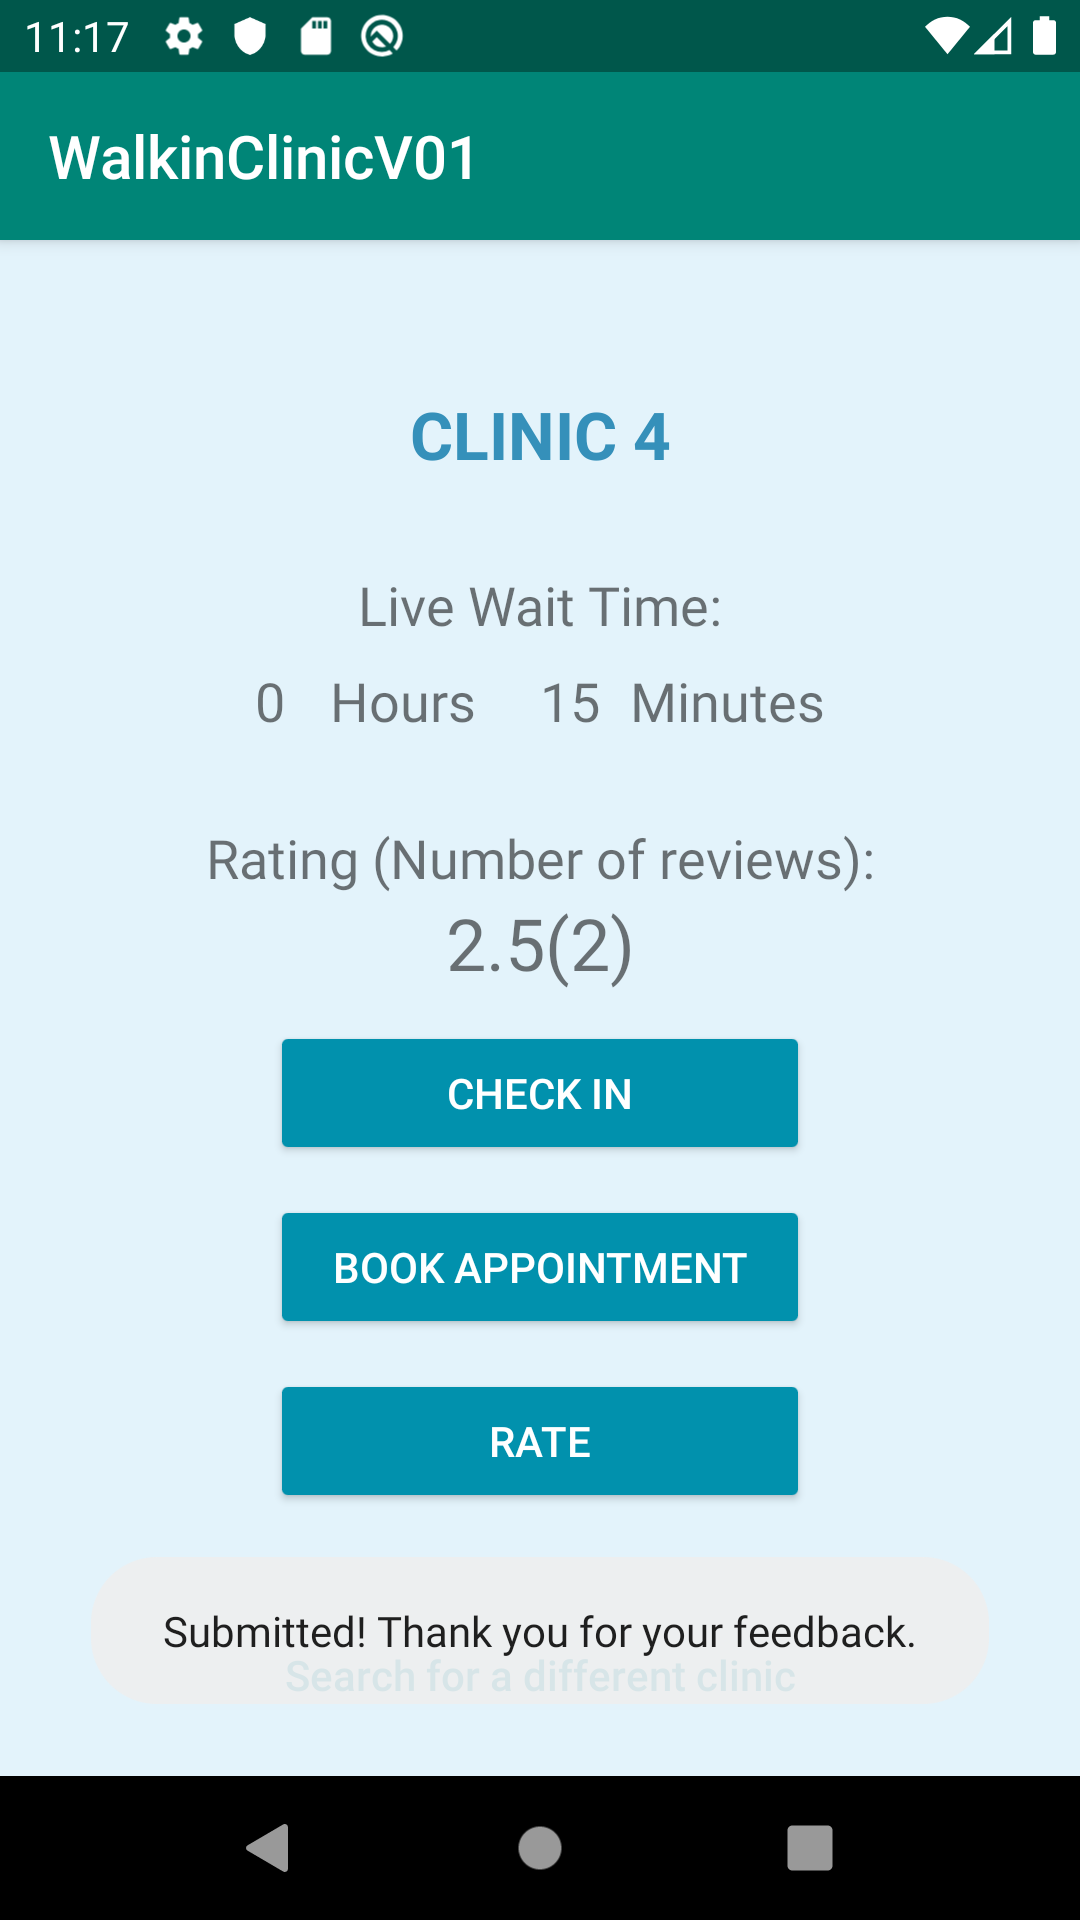 11:17
WalkinClinicV01
CLINIC 4
Live Wait Time:
0 Hours 15 Minutes
Rating (Number of reviews):
2.5(2)
CHECK IN
BOOK APPOINTMENT
RATE
Submitted! Thank you for your feedback.
Search for a different clinic